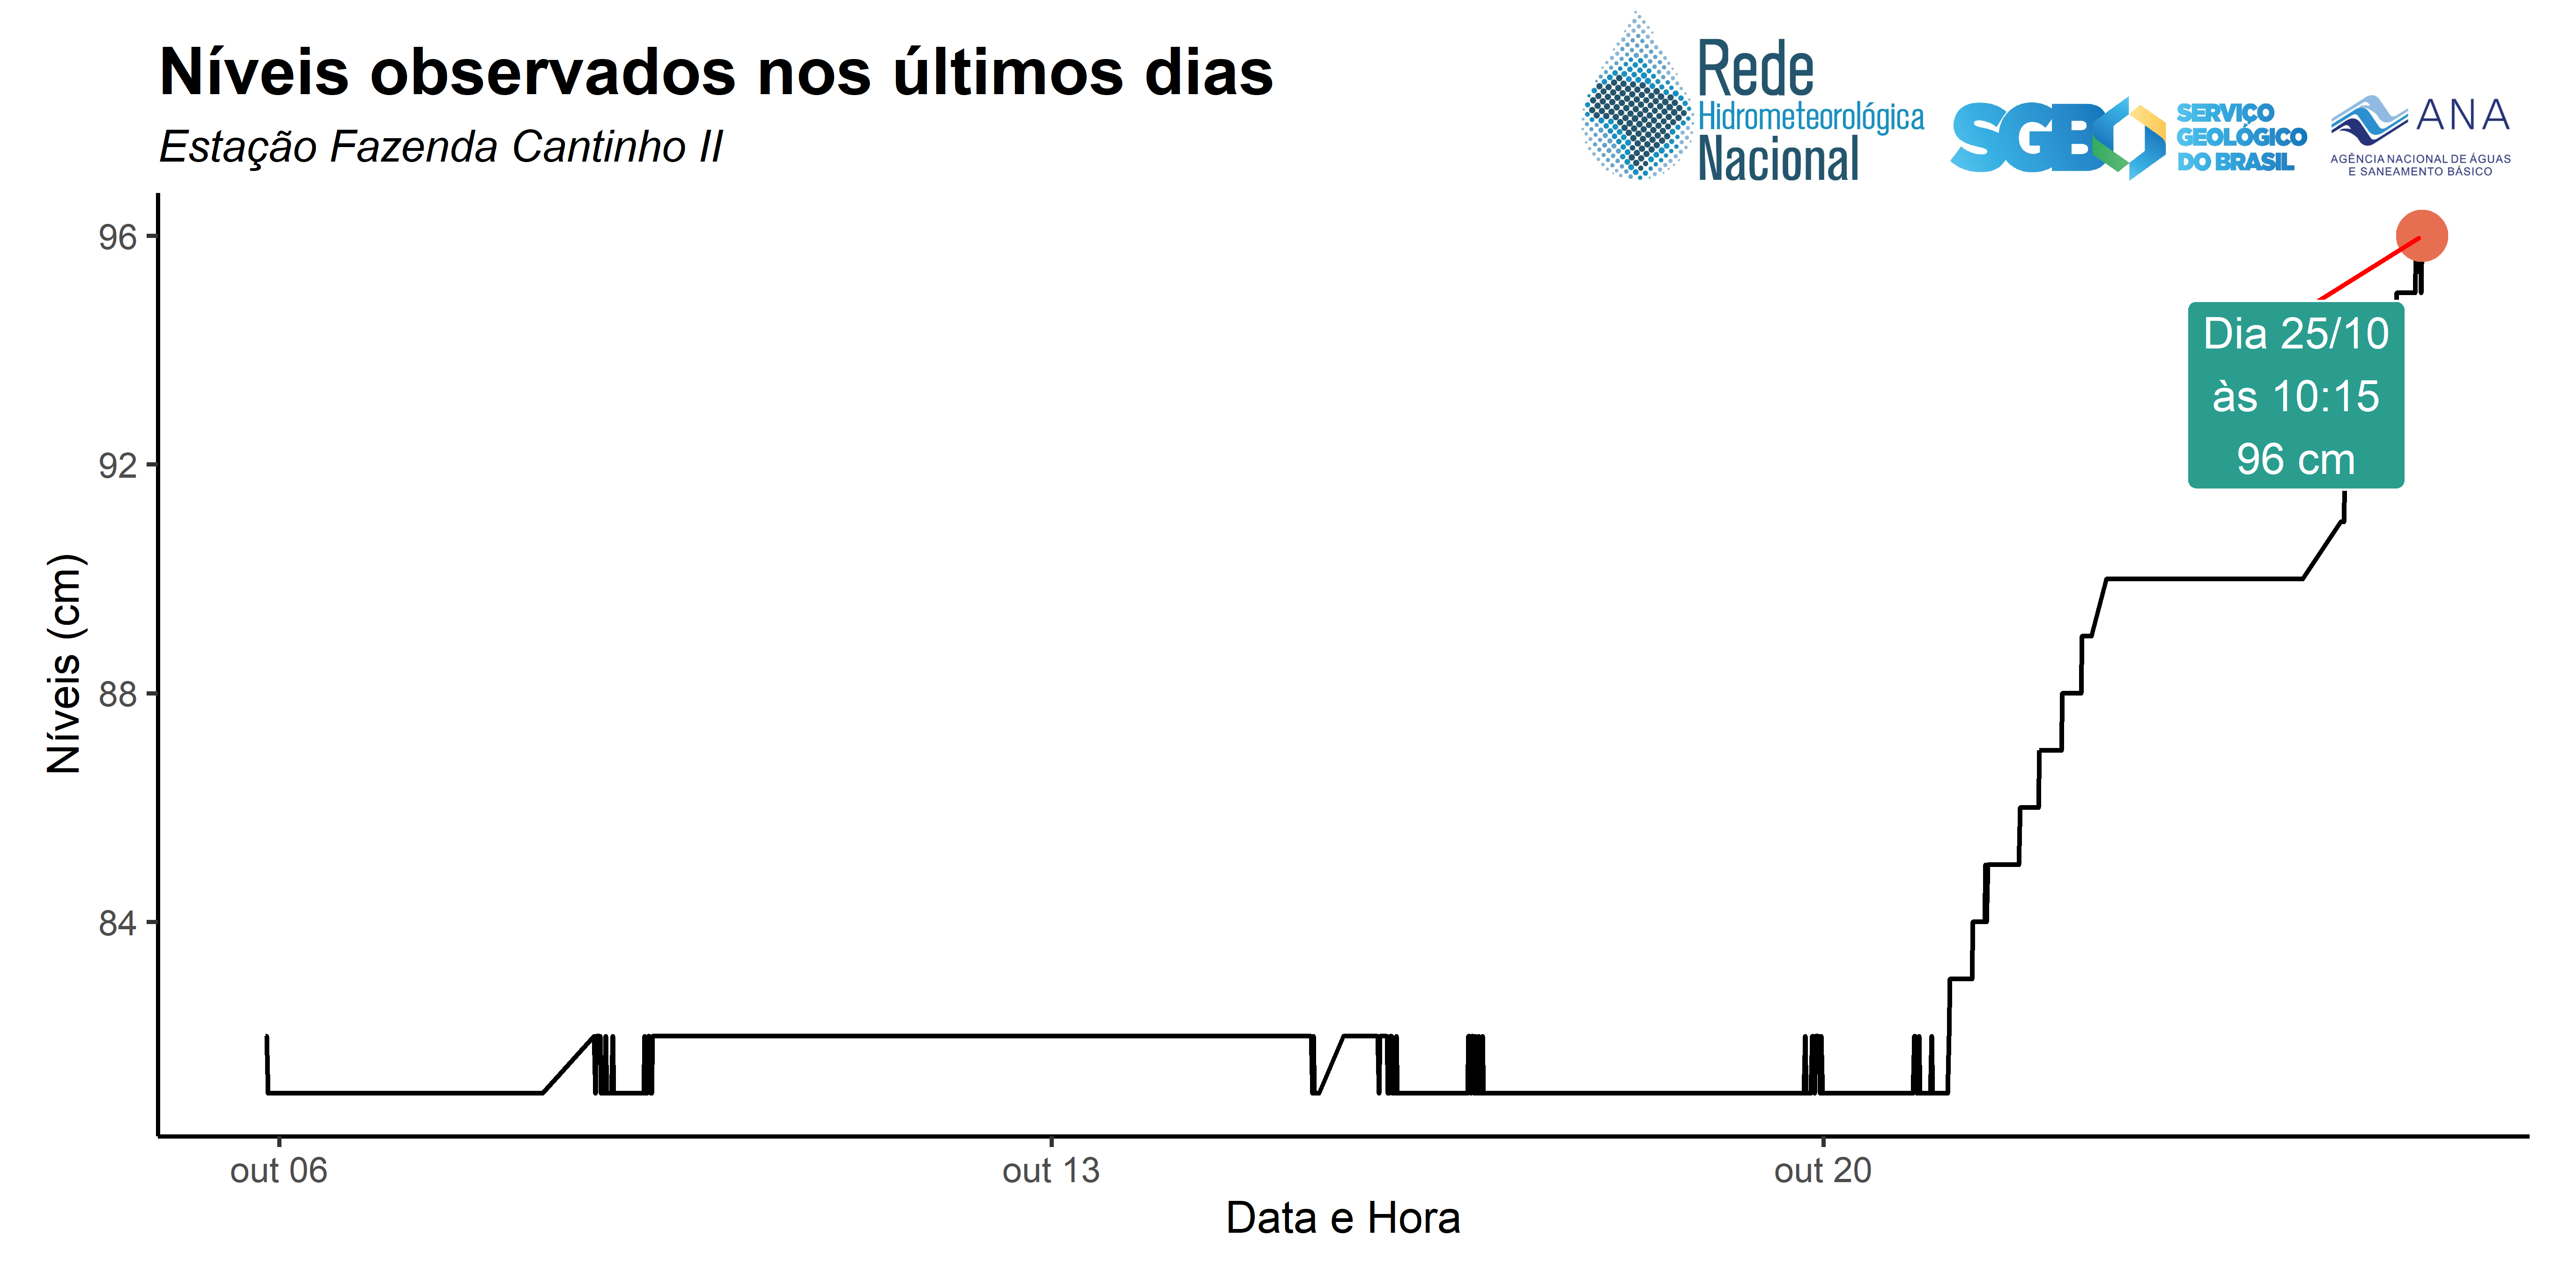 Níveis observados nos últimos dias
Estação Fazenda Cantinho II
Rede
Hidrometeorológica
Nacional
SGB
SERVIÇO
GEOLÓGICO
DO BRASIL
ANA
AGÊNCIA NACIONAL DE ÁGUAS
E SANEAMENTO BÁSICO
96
92
88
84
Níveis (cm)
Dia 25/10
às 10:15
96 cm
out 06
out 13
out 20
Data e Hora